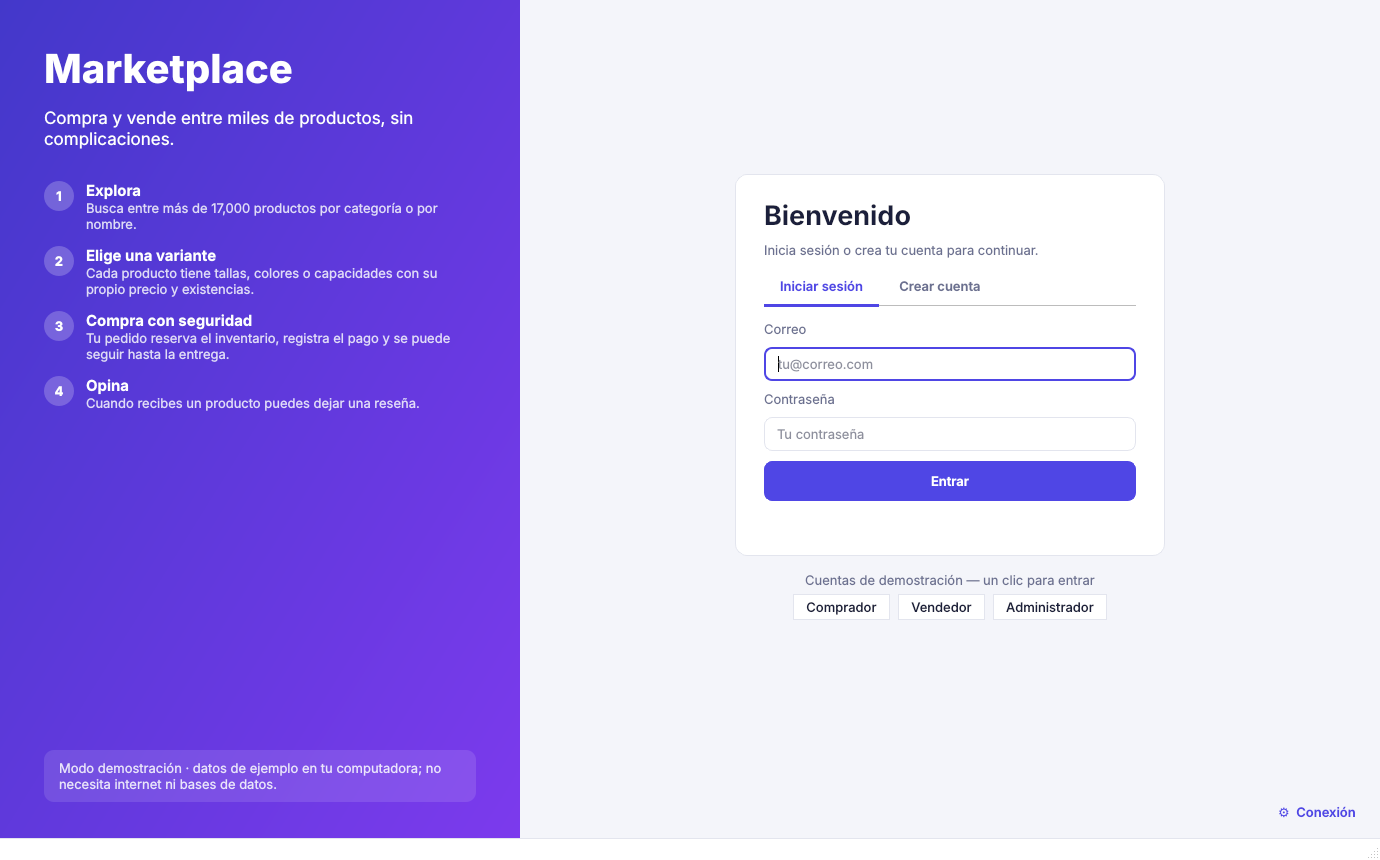 Marketplace
Compra y vende entre miles de productos, sin
complicaciones.
1
Explora
Busca entre más de 17,000 productos por categoría o por
nombre.
2
Elige una variante
Cada producto tiene tallas, colores o capacidades con su
propio precio y existencias.
3
Compra con seguridad
Tu pedido reserva el inventario, registra el pago y se puede
seguir hasta la entrega.
4
Opina
Cuando recibes un producto puedes dejar una reseña.
Modo demostración · datos de ejemplo en tu computadora; no
necesita internet ni bases de datos.
Bienvenido
Inicia sesión o crea tu cuenta para continuar.
Iniciar sesión Crear cuenta
Correo
tu@correo.com
Contraseña
Tu contraseña
Entrar
Cuentas de demostración — un clic para entrar
Comprador Vendedor Administrador
⚙ Conexión